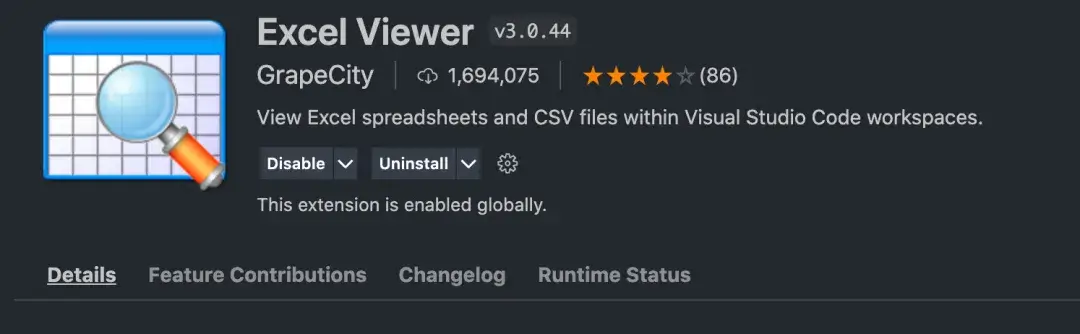 Excel Viewer v3.0.44
GrapeCity 1,694,075 (86)
View Excel spreadsheets and CSV files within Visual Studio Code workspaces.
Disable Uninstall
This extension is enabled globally.
Details Feature Contributions Changelog Runtime Status